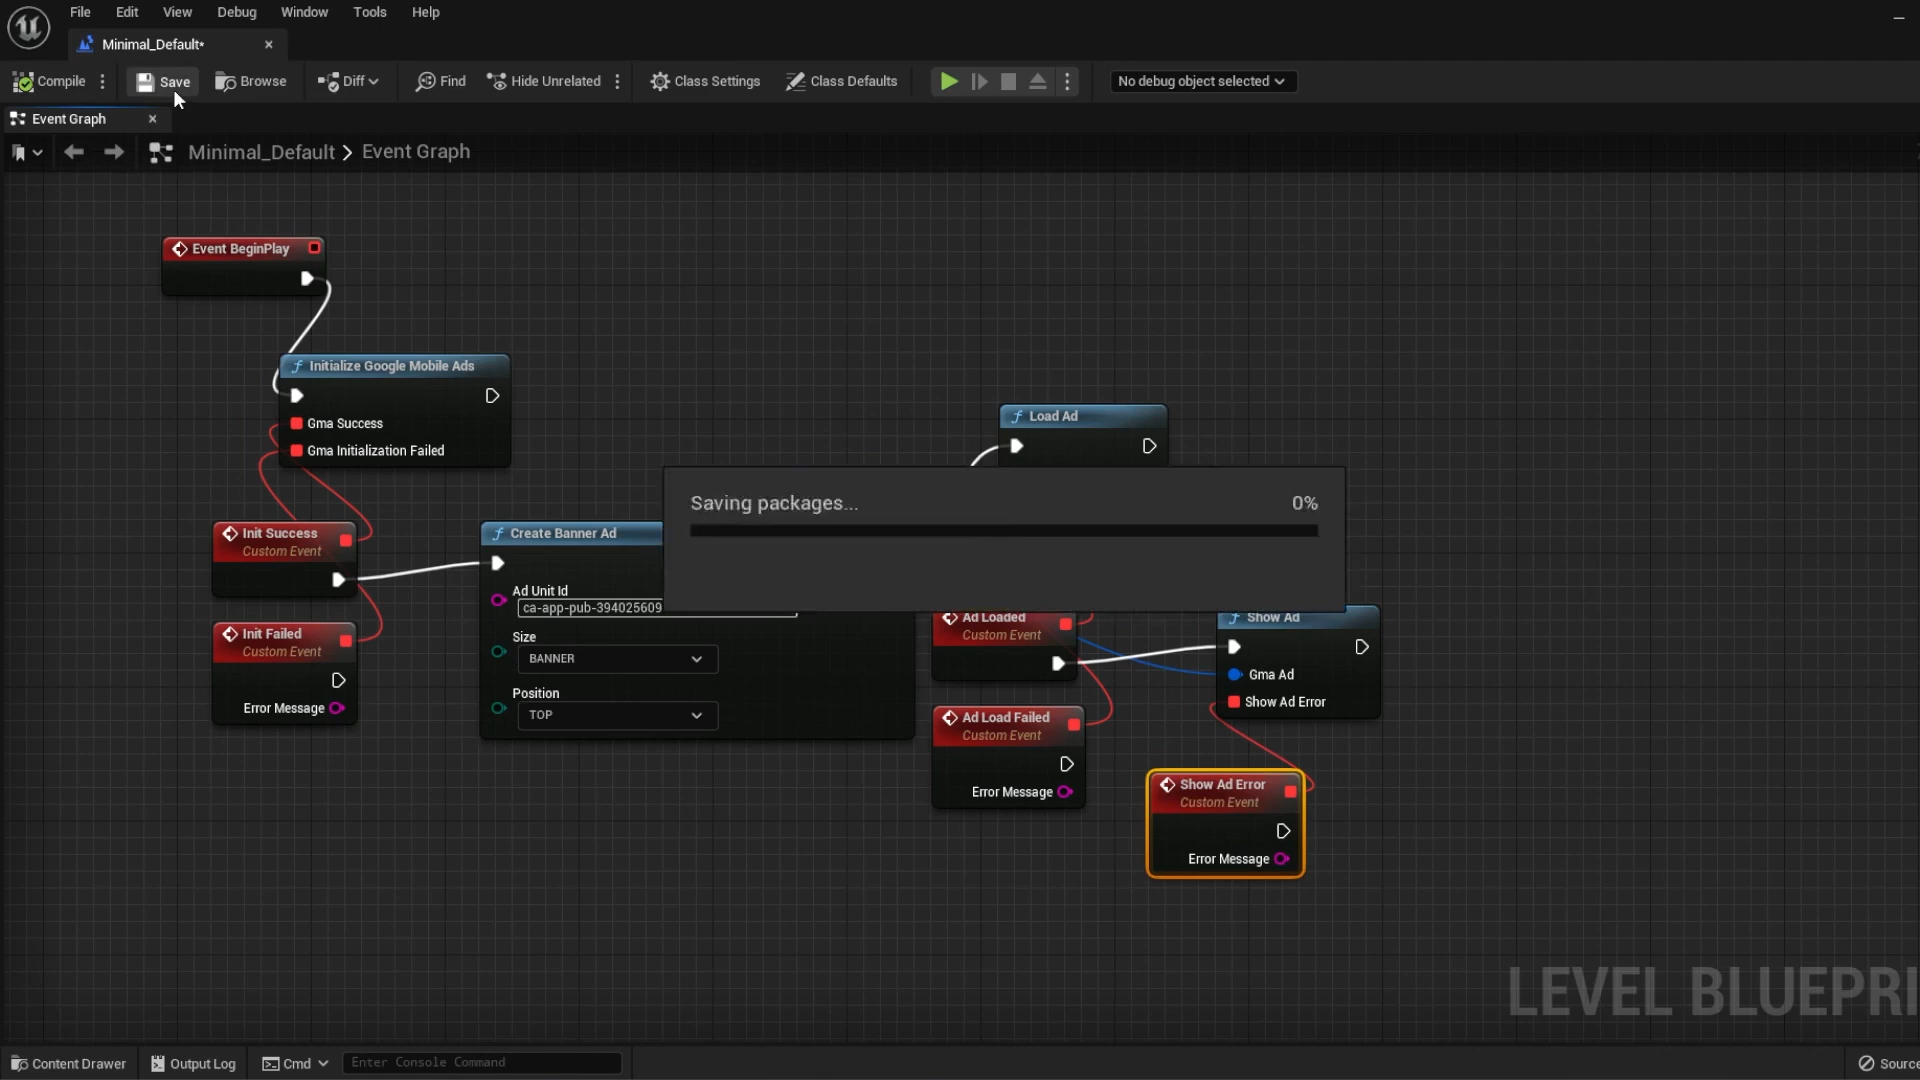 File Edit View Debug Window Tools Help
Minimal_Default*
Compile Save Browse Diff Find Hide Unrelated Class Settings Class Defaults No debug object selected
Event Graph
Minimal_Default > Event Graph
Event BeginPlay
Initialize Google Mobile Ads
Gma Success
Gma Initialization Failed
Load Ad
Saving packages... 0%
Init Success
Custom Event
Create Banner Ad
Ad Unit Id
ca-app-pub-394025609
Size
BANNER
Position
TOP
Init Failed
Custom Event
Error Message
Ad Loaded
Custom Event
Show Ad
Gma Ad
Show Ad Error
Ad Load Failed
Custom Event
Error Message
Show Ad Error
Custom Event
Error Message
LEVEL BLUEPRI
Content Drawer Output Log Cmd Enter Console Command Source